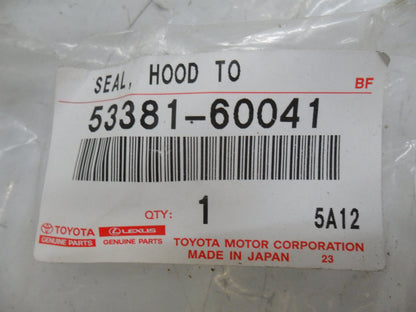 SEAL, HOOD TO
BF
53381-60041
QTY: 1 5A12
TOYOTA LEXUS
GENUINE PARTS GENUINE PARTS
TOYOTA MOTOR CORPORATION
MADE IN JAPAN 23